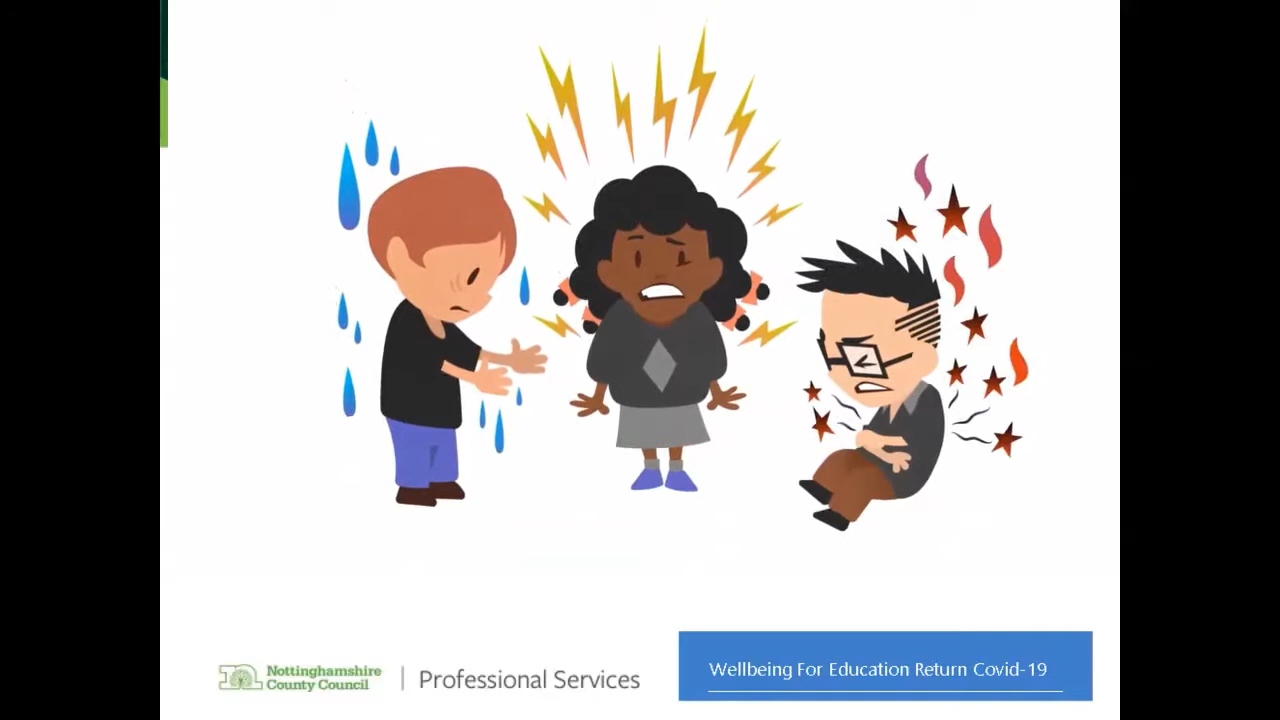 Nottinghamshire
County Council
Professional Services
Wellbeing For Education Return Covid-19